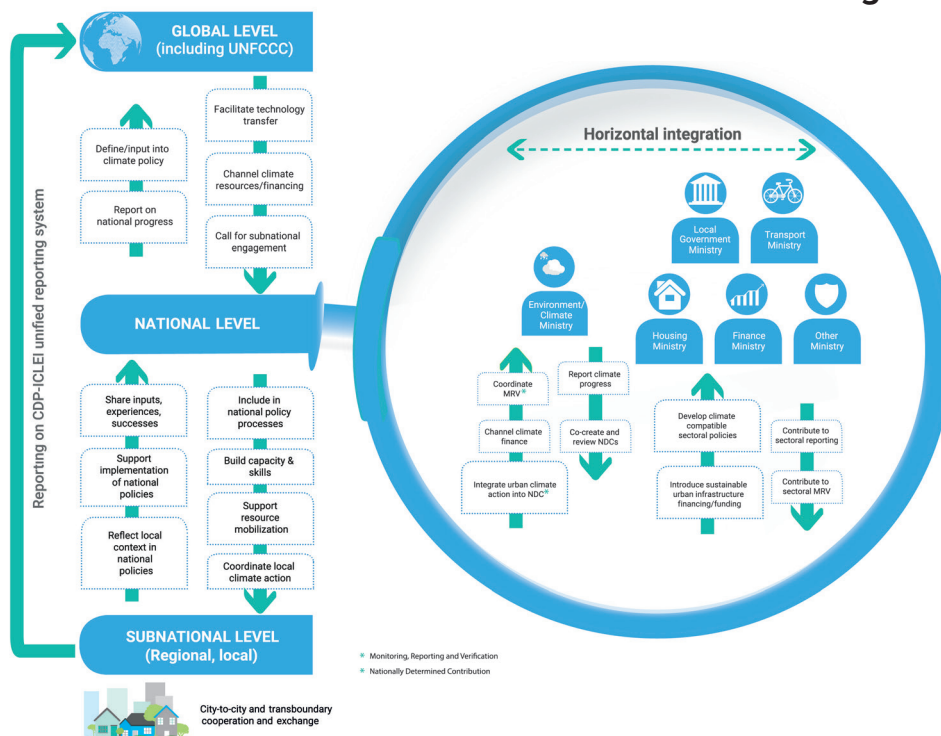 g
GLOBAL LEVEL
(including UNFCCC)
Facilitate technology
transfer
Define/input into
climate policy
Channel climate
resources/financing
Report on
national progress
Call for subnational
engagement
NATIONAL LEVEL
Share inputs,
experiences,
successes
Include in
national policy
processes
Support
implementation
of national
policies
Build capacity &
skills
Support
resource
mobilization
Reflect local
context in
national
policies
Coordinate local
climate action
SUBNATIONAL LEVEL
(Regional, local)
City-to-city and transboundary
cooperation and exchange
Reporting on CDP-ICLEI unified reporting system
Horizontal integration
Local
Government
Ministry
Transport
Ministry
Environment/
Climate
Ministry
Housing
Ministry
Finance
Ministry
Other
Ministry
Coordinate
MRV*
Report climate
progress
Channel climate
finance
Co-create and
review NDCs
Integrate urban climate
action into NDC*
Develop climate
compatible
sectoral policies
Contribute to
sectoral reporting
Introduce sustainable
urban infrastructure
financing/funding
Contribute to
sectoral MRV
* Monitoring, Reporting and Verification
* Nationally Determined Contribution